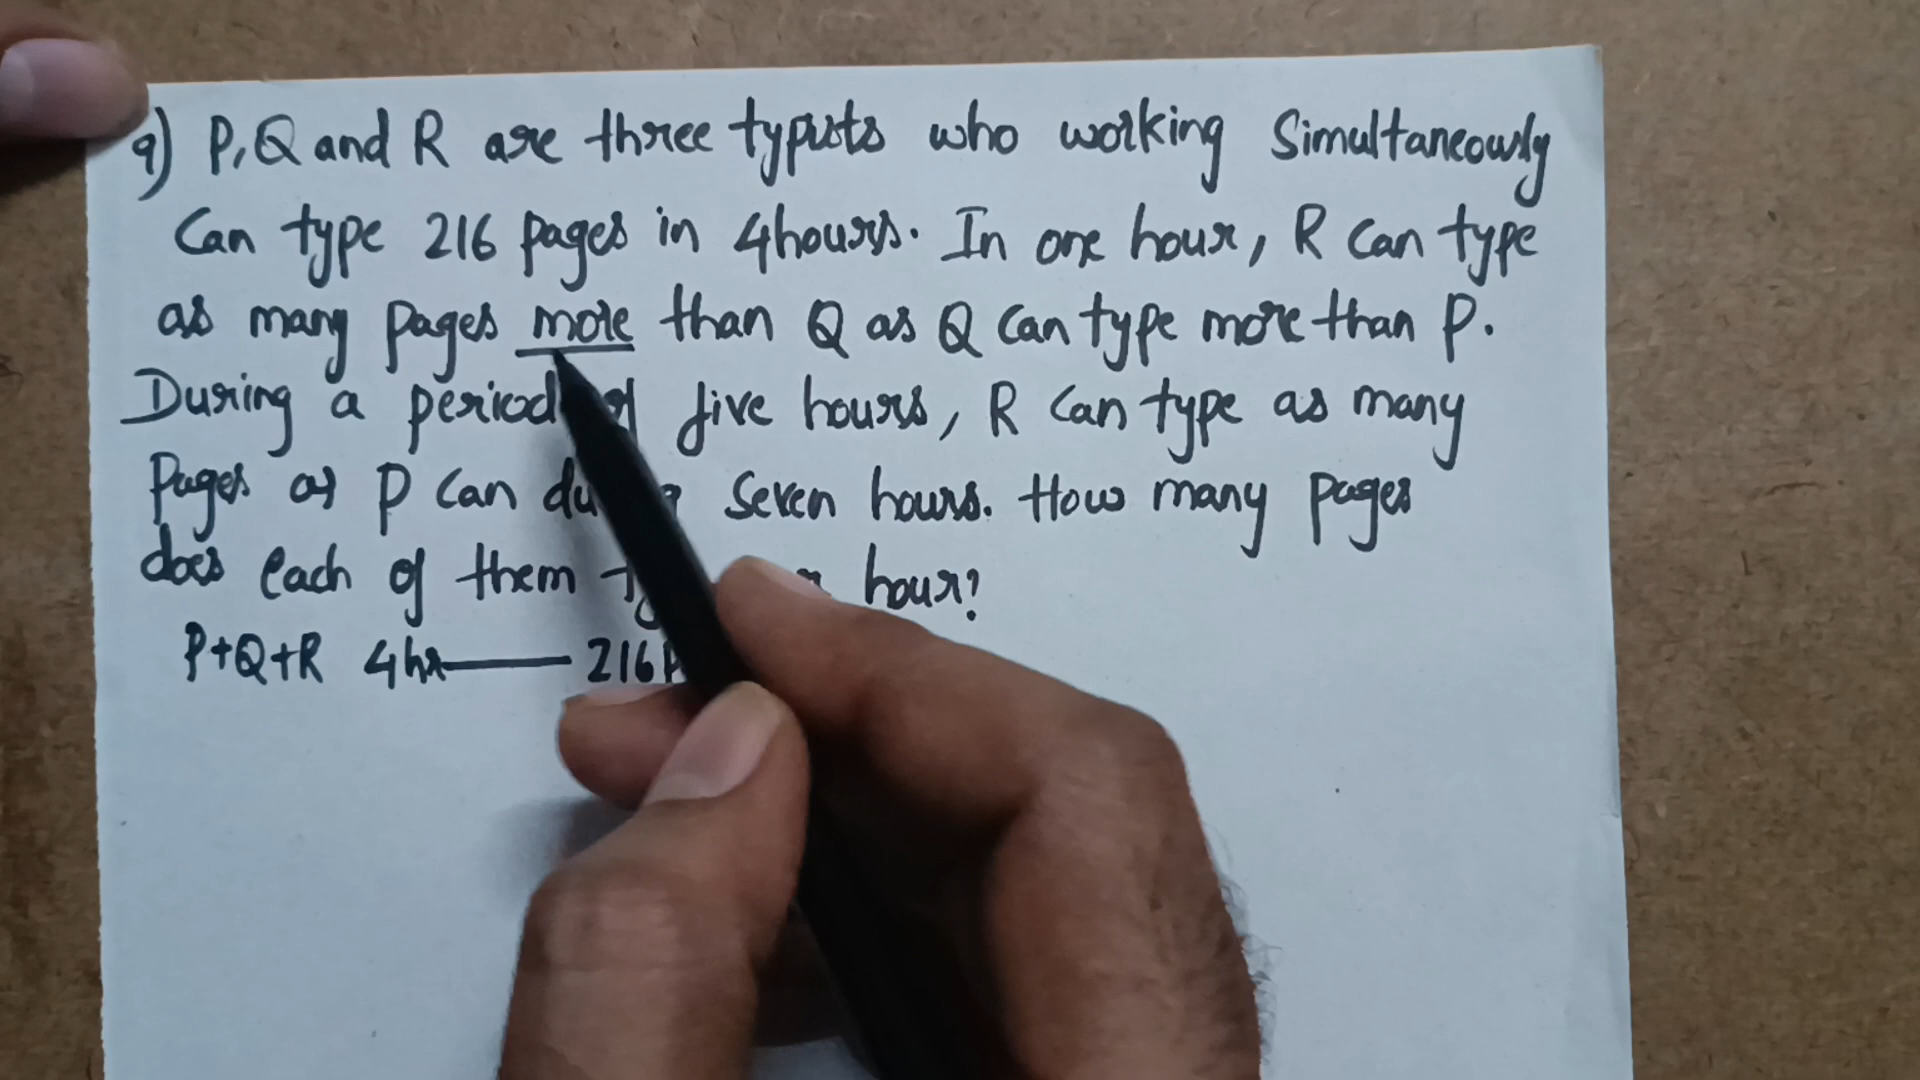 9) P, Q and R are three typists who working Simultaneously
Can type 216 pages in 4hours. In one hour, R Can type
as many pages more than Q as Q Can type more than P.
During a period of five hours, R Can type as many
Pages as P Can seven hours. How many pages
does each of them hour?
P+Q+R 4hr—— 216P